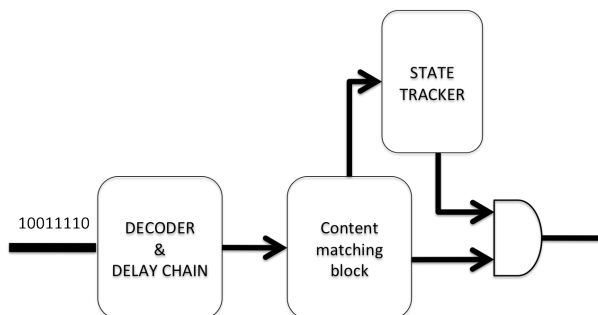 STATE
TRACKER
10011110
DECODER
&
DELAY CHAIN
Content
matching
block